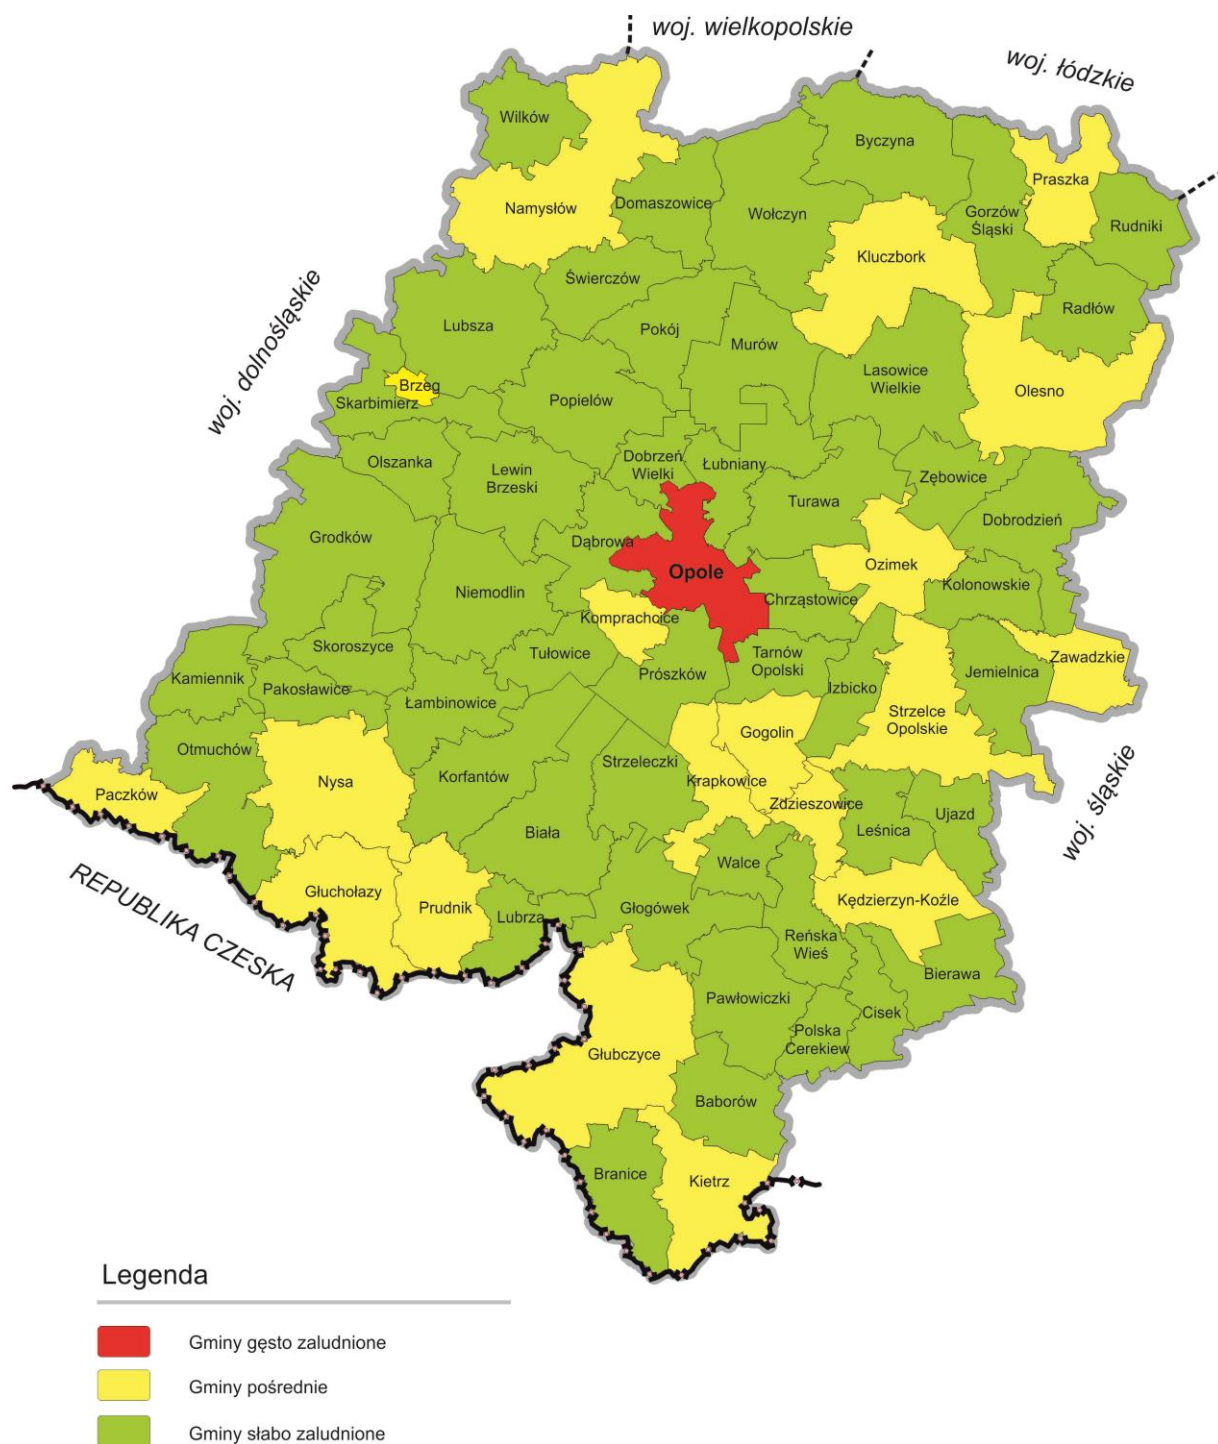 woj. wielkopolskie
woj. łódzkie
Wilków
Byczyna
Praszka
Namysłów
Domaszowice
Wołczyn
Gorzów
Śląski
Rudniki
Kluczbork
Świerczów
Radłów
woj. dolnośląskie
Lubsza
Pokój
Murów
Lasowice
Wielkie
Olesno
Brzeg
Skarbimierz
Popielów
Olszanka
Lewin
Brzeski
Dobrzeń
Wielki
Łubniany
Zębowice
Turawa
Dobrodzień
Grodków
Dąbrowa
Opole
Ozimek
Kolonowskie
Niemodlin
Chrząstowice
Komprachcice
Skoroszyce
Tułowice
Tarnów
Opolski
Kamiennik
Pakosławice
Prószków
Izbicko
Jemielnica
Zawadzkie
Łambinowice
Strzelce
Opolskie
Otmuchów
Gogolin
Strzeleczki
Korfantów
Nysa
Krapkowice
Paczków
Zdzieszowice
woj. śląskie
Biała
Leśnica
Ujazd
Walce
REPUBLIKA CZESKA
Głuchołazy
Prudnik
Lubrza
Głogówek
Kędzierzyn-Koźle
Reńska
Wieś
Bierawa
Pawłowiczki
Cisek
Polska
Cerekiew
Głubczyce
Baborów
Branice
Kietrz
Legenda
Gminy gęsto zaludnione
Gminy pośrednie
Gminy słabo zaludnione